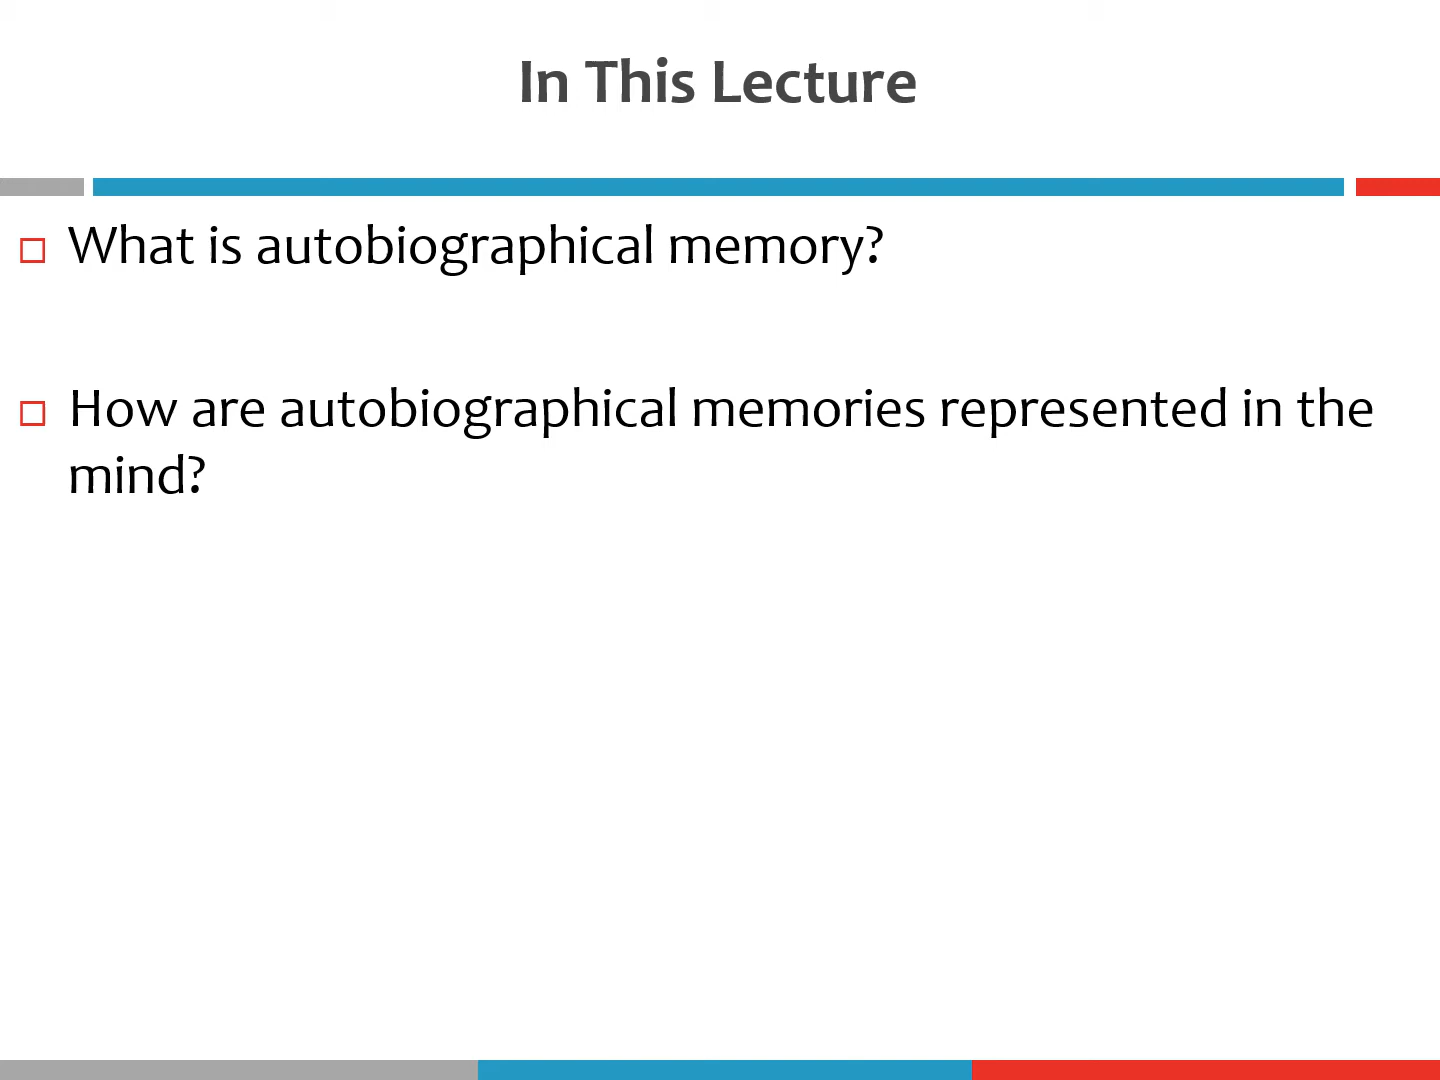 In This Lecture
What is autobiographical memory?
How are autobiographical memories represented in the
mind?